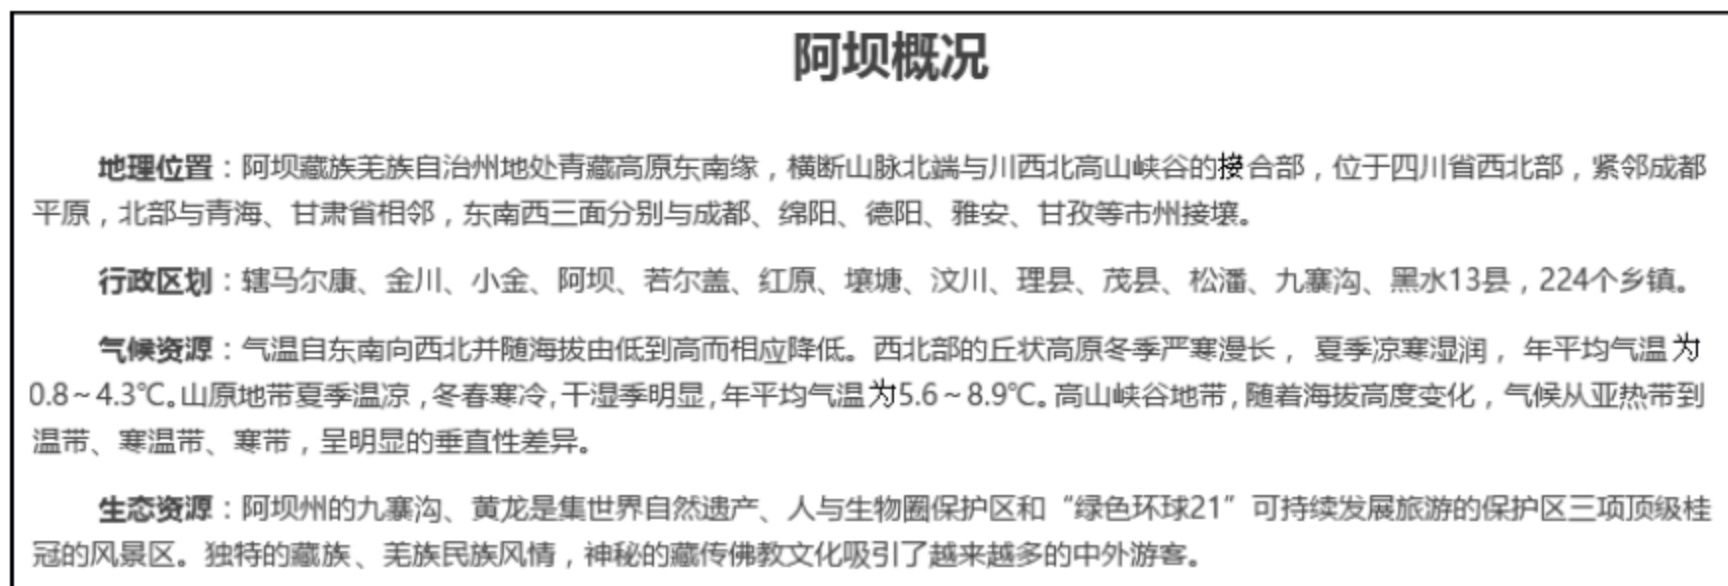 阿坝概况
地理位置：阿坝藏族羌族自治州地处青藏高原东南缘，横断山脉北端与川西北高山峡谷的接合部，位于四川省西北部，紧邻成都
平原，北部与青海、甘肃省相邻，东南西三面分别与成都、绵阳、德阳、雅安、甘孜等市州接壤。
行政区划：辖马尔康、金川、小金、阿坝、若尔盖、红原、壤塘、汶川、理县、茂县、松潘、九寨沟、黑水13县，224个乡镇。
气候资源：气温自东南向西北并随海拔由低到高而相应降低。西北部的丘状高原冬季严寒漫长， 夏季凉寒湿润， 年平均气温为
0.8～4.3℃。山原地带夏季温凉，冬春寒冷，干湿季明显，年平均气温为5.6～8.9℃。高山峡谷地带，随着海拔高度变化，气候从亚热带到
温带、寒温带、寒带，呈明显的垂直性差异。
生态资源：阿坝州的九寨沟、黄龙是集世界自然遗产、人与生物圈保护区和“绿色环球21”可持续发展旅游的保护区三项顶级桂
冠的风景区。独特的藏族、羌族民族风情，神秘的藏传佛教文化吸引了越来越多的中外游客。